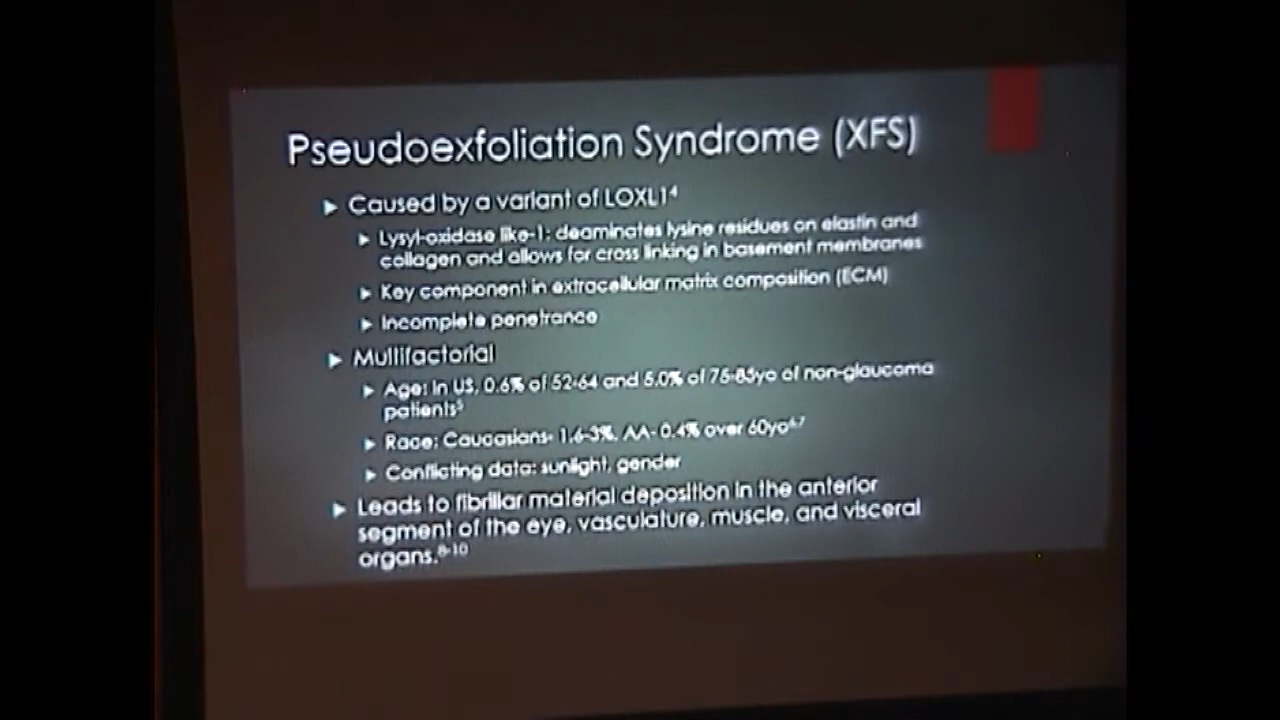 Pseudoexfoliation Syndrome (XFS)
Caused by a variant of LOXL1⁴
Lysyl-oxidase like-1: deaminates lysine residues on elastin and
collagen and allows for cross linking in basement membranes
Key component in extracellular matrix composition (ECM)
Incomplete penetrance
Multifactorial
Age: In US, 0.6% of 52-64 and 5.0% of 75-85yo of non-glaucoma
patients⁵
Race: Caucasians- 1.6-3%, AA- 0.4% over 60yo⁶,⁷
Conflicting data: sunlight, gender
Leads to fibrillar material deposition in the anterior
segment of the eye, vasculature, muscle, and visceral
organs.⁸⁻¹⁰